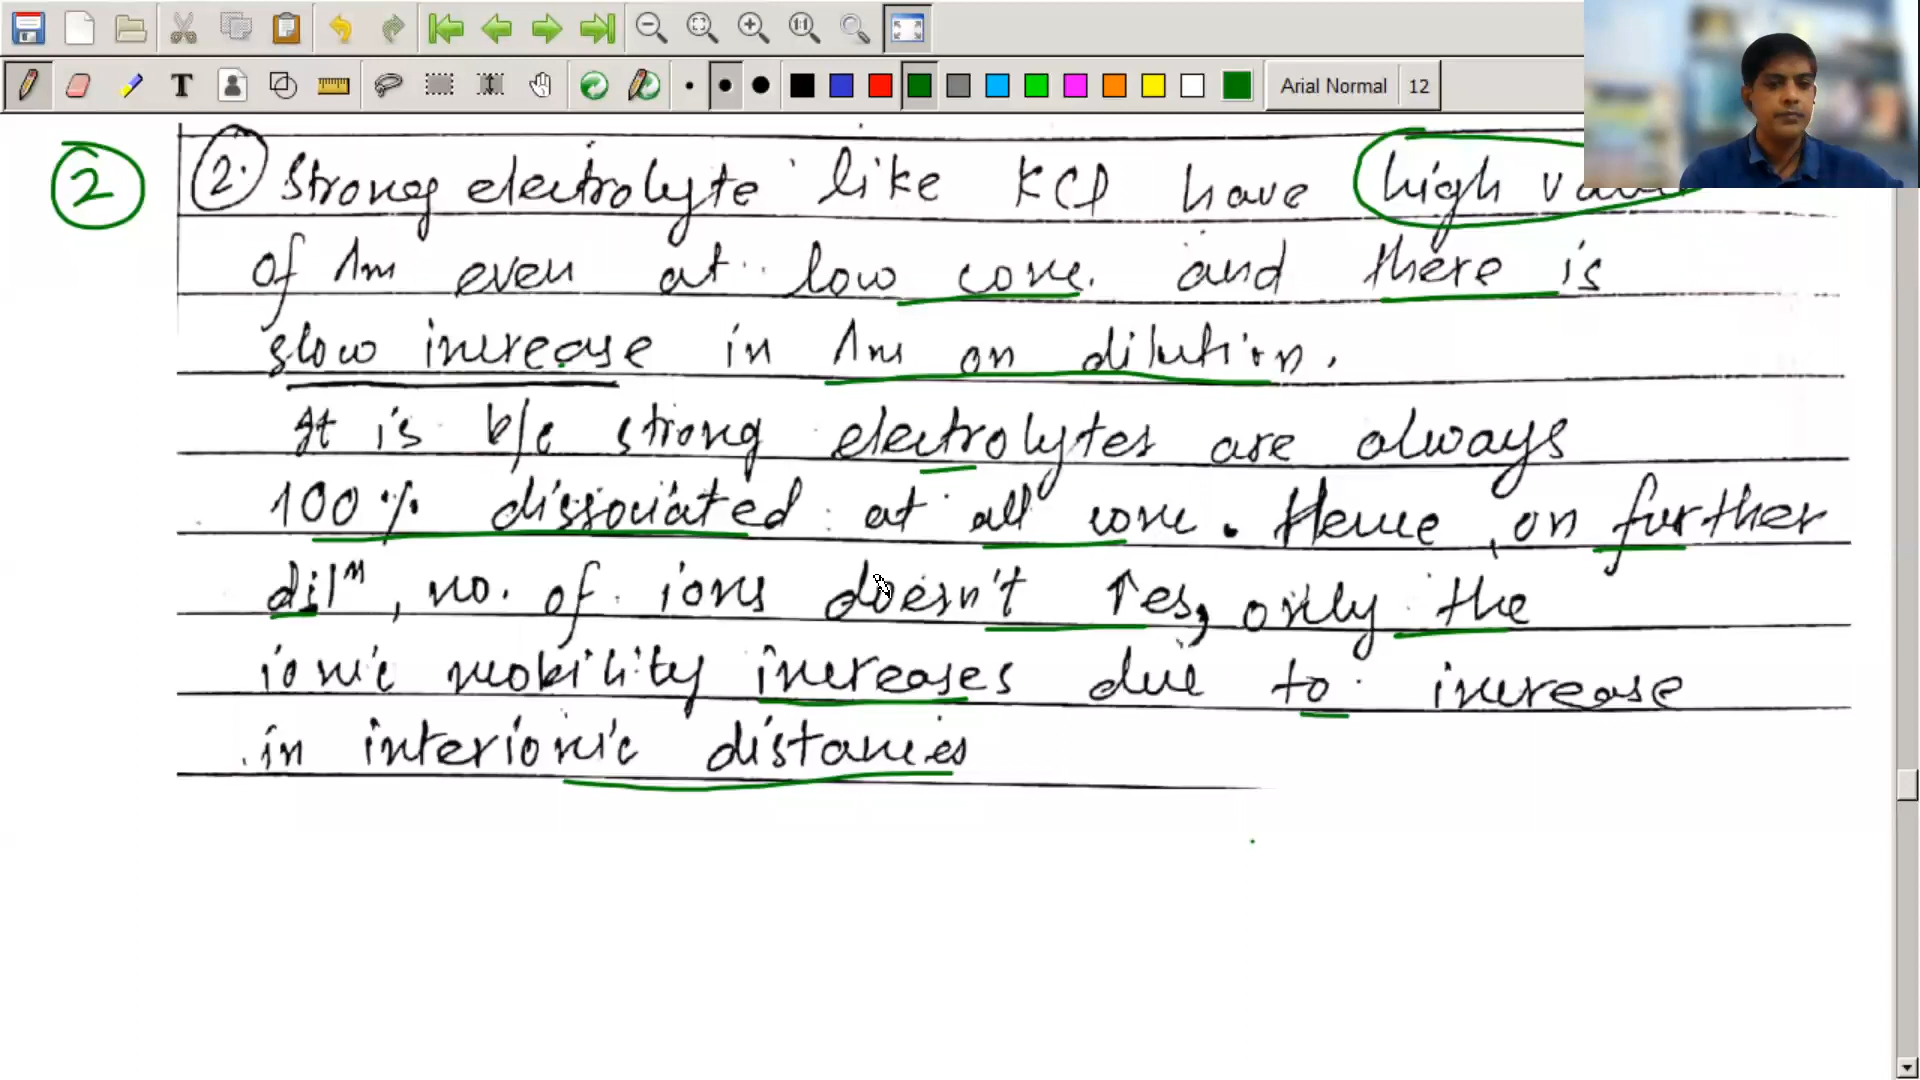 Arial Normal 12
2 2. Strong electrolyte like KCl have high
of Λm even at low conc. and there is
slow increase in Λm on dilution.
It is b/c strong electrolytes are always
100% dissociated at all conc. Hence, on further
dilⁿ, no. of ions doesn't ↑es, only the
ionic mobility increases due to increase
in interionic distances